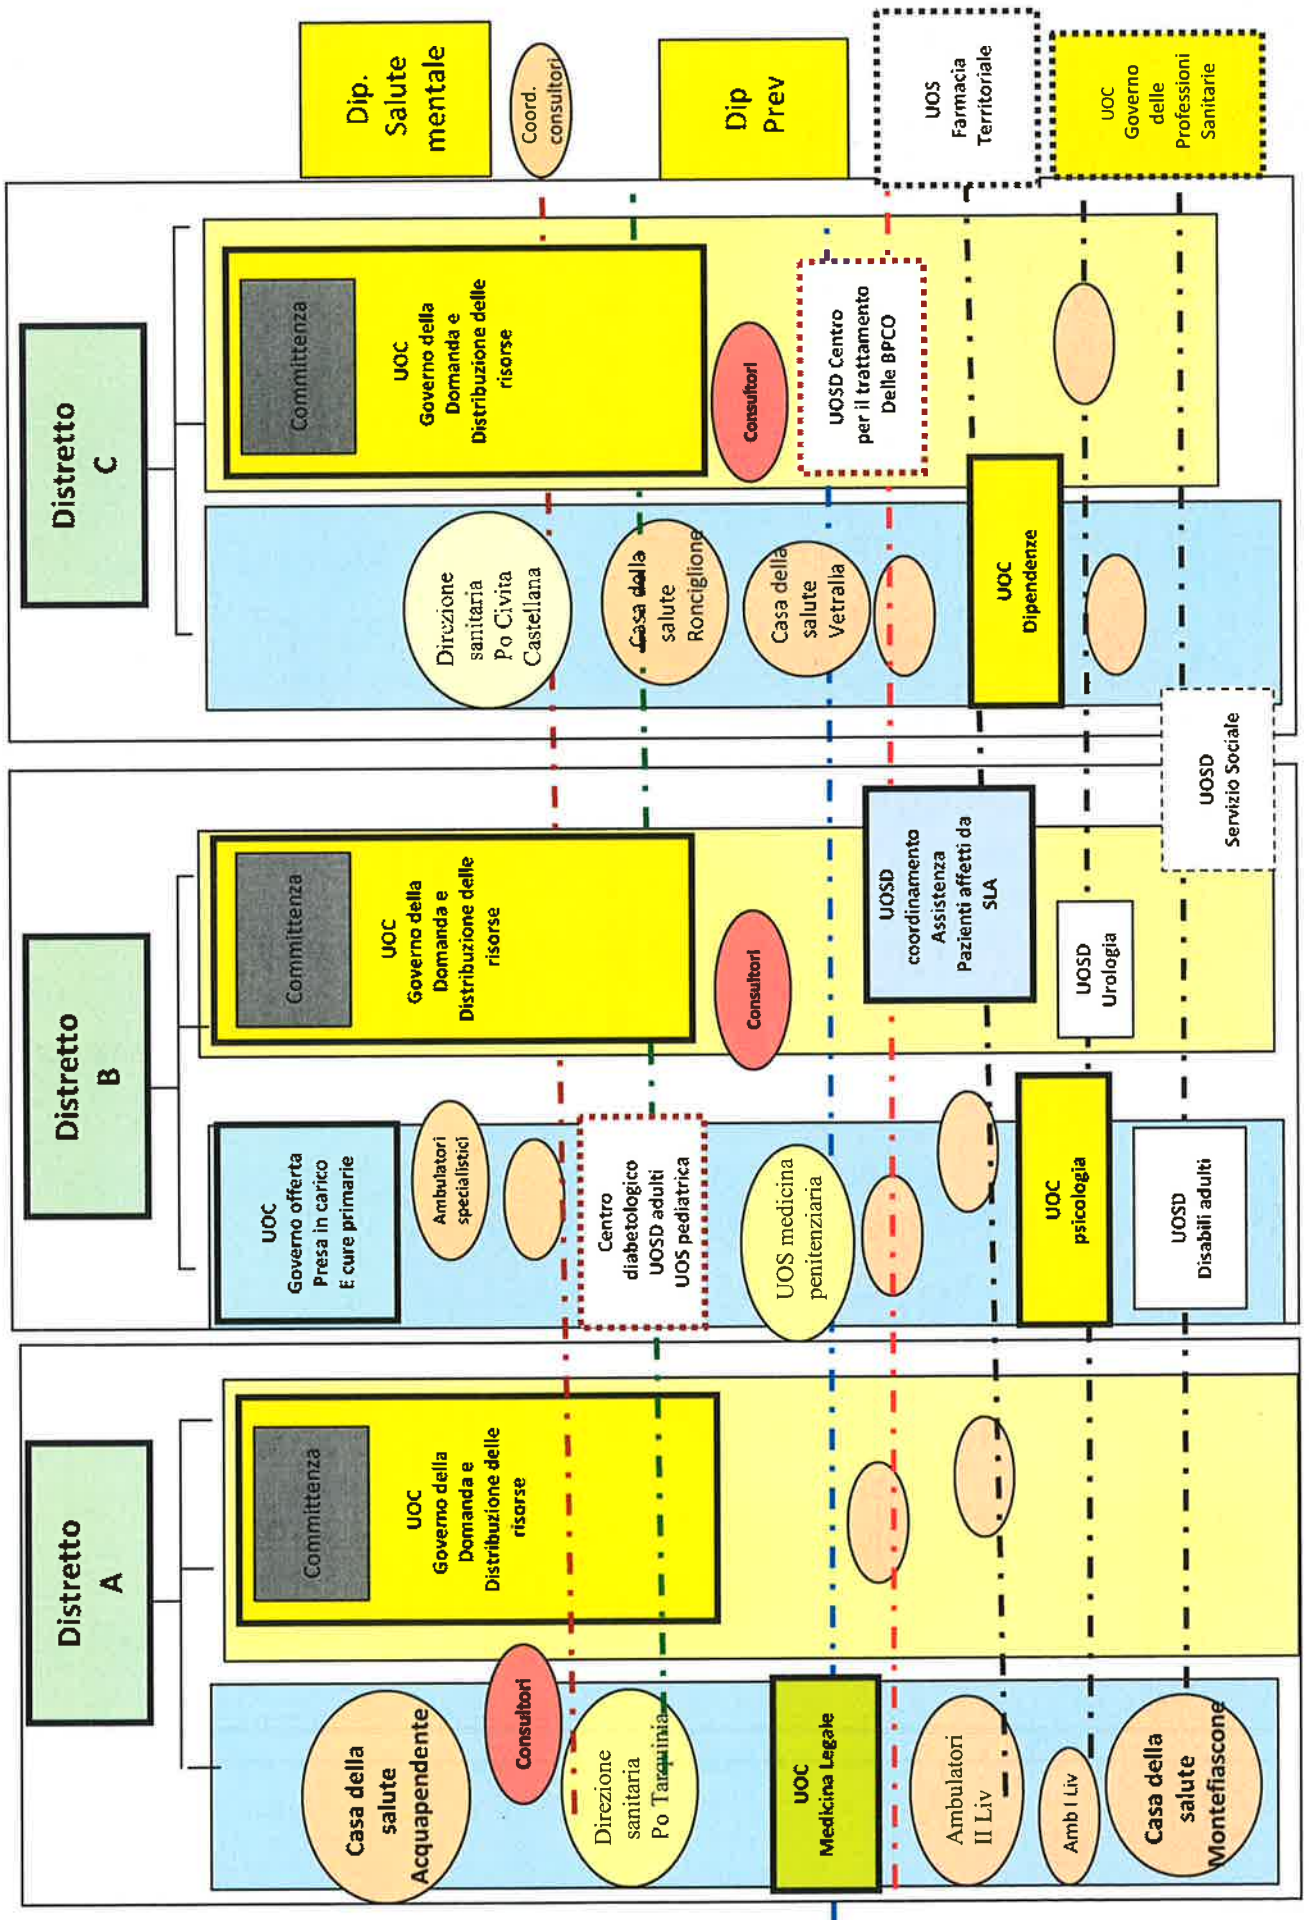 Distretto
A
Casa della
salute
Acquapendente
Consultori
Direzione
sanitaria
Po Tarquinia
UOC
Medicina Legale
Ambulatori
II Liv
Amb I Liv
Casa della
salute
Montefiascone
Committenza
UOC
Governo della
Domanda e
Distribuzione delle
risorse
Distretto
B
UOC
Governo offerta
Presa in carico
E cure primarie
Ambulatori
specialistici
Centro
diabetologico
UOSD adulti
UOS pediatrica
UOS medicina
penitenziaria
UOC
psicologia
UOSD
Disabili adulti
Committenza
UOC
Governo della
Domanda e
Distribuzione delle
risorse
Consultori
UOSD
coordinamento
Assistenza
Pazienti affetti da
SLA
UOSD
Urologia
UOSD
Servizio Sociale
Distretto
C
Direzione
sanitaria
Po Civita
Castellana
Casa della
salute
Ronciglione
Casa della
salute
Vetralla
UOC
Dipendenze
Committenza
UOC
Governo della
Domanda e
Distribuzione delle
risorse
Consultori
UOSD Centro
per il trattamento
Delle BPCO
Dip.
Salute
mentale
Coord.
consultori
Dip
Prev
UOS
Farmacia
Territoriale
UOC
Governo
delle
Professioni
Sanitarie